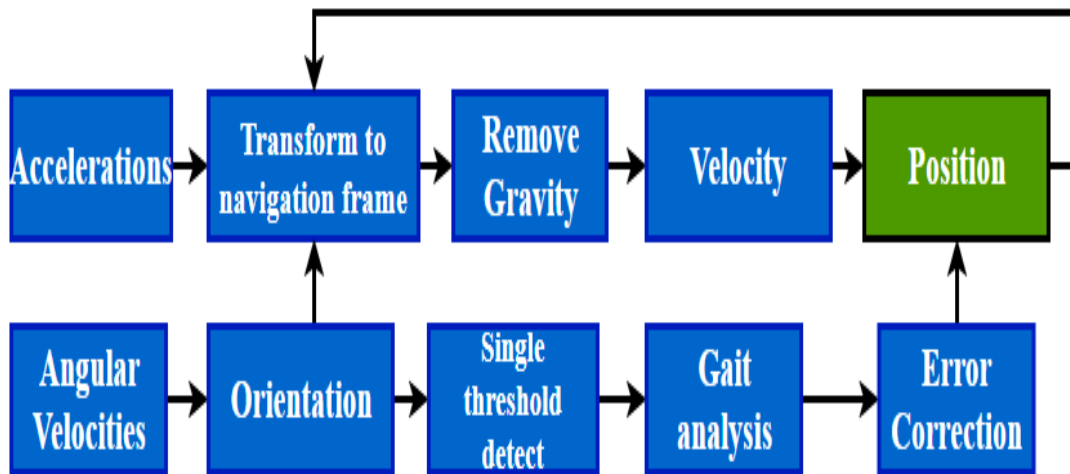 Accelerations
Transform to
navigation frame
Remove
Gravity
Velocity
Position
Angular
Velocities
Orientation
Single
threshold
detect
Gait
analysis
Error
Correction